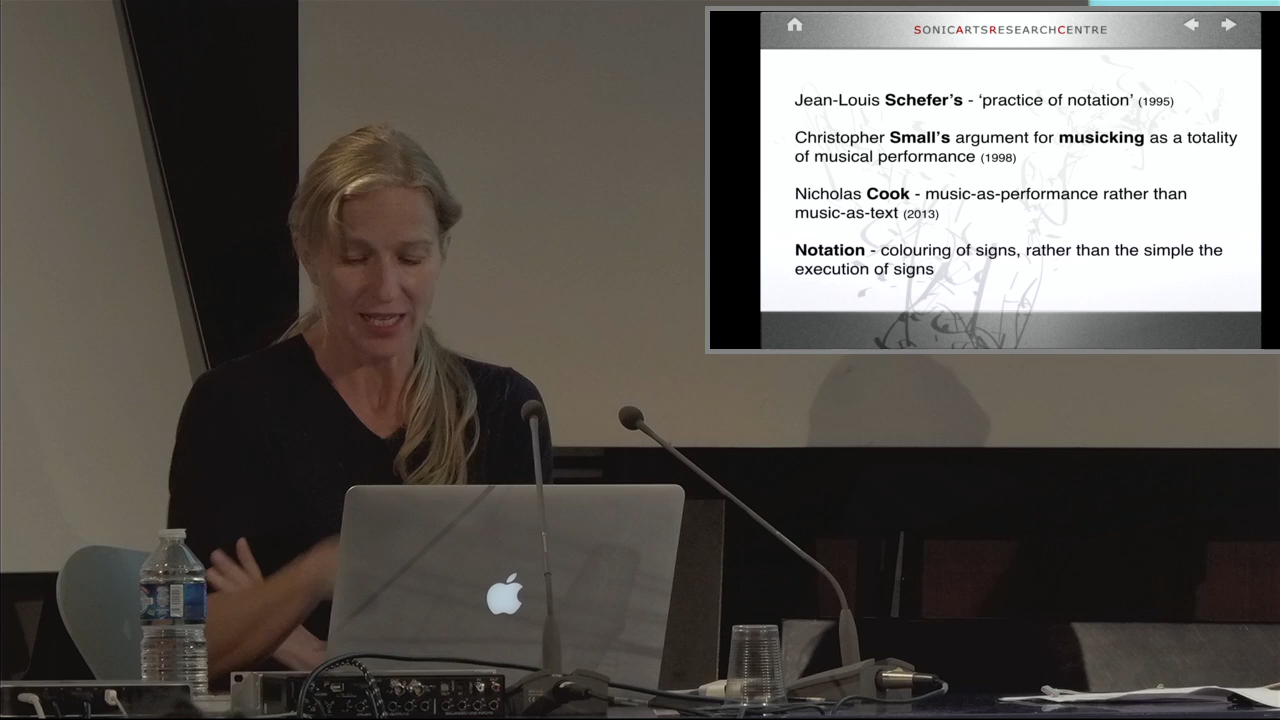 SONICARTSRESEARCHCENTRE
Jean-Louis Schefer's - 'practice of notation' (1995)
Christopher Small's argument for musicking as a totality
of musical performance (1998)
Nicholas Cook - music-as-performance rather than
music-as-text (2013)
Notation - colouring of signs, rather than the simple the
execution of signs